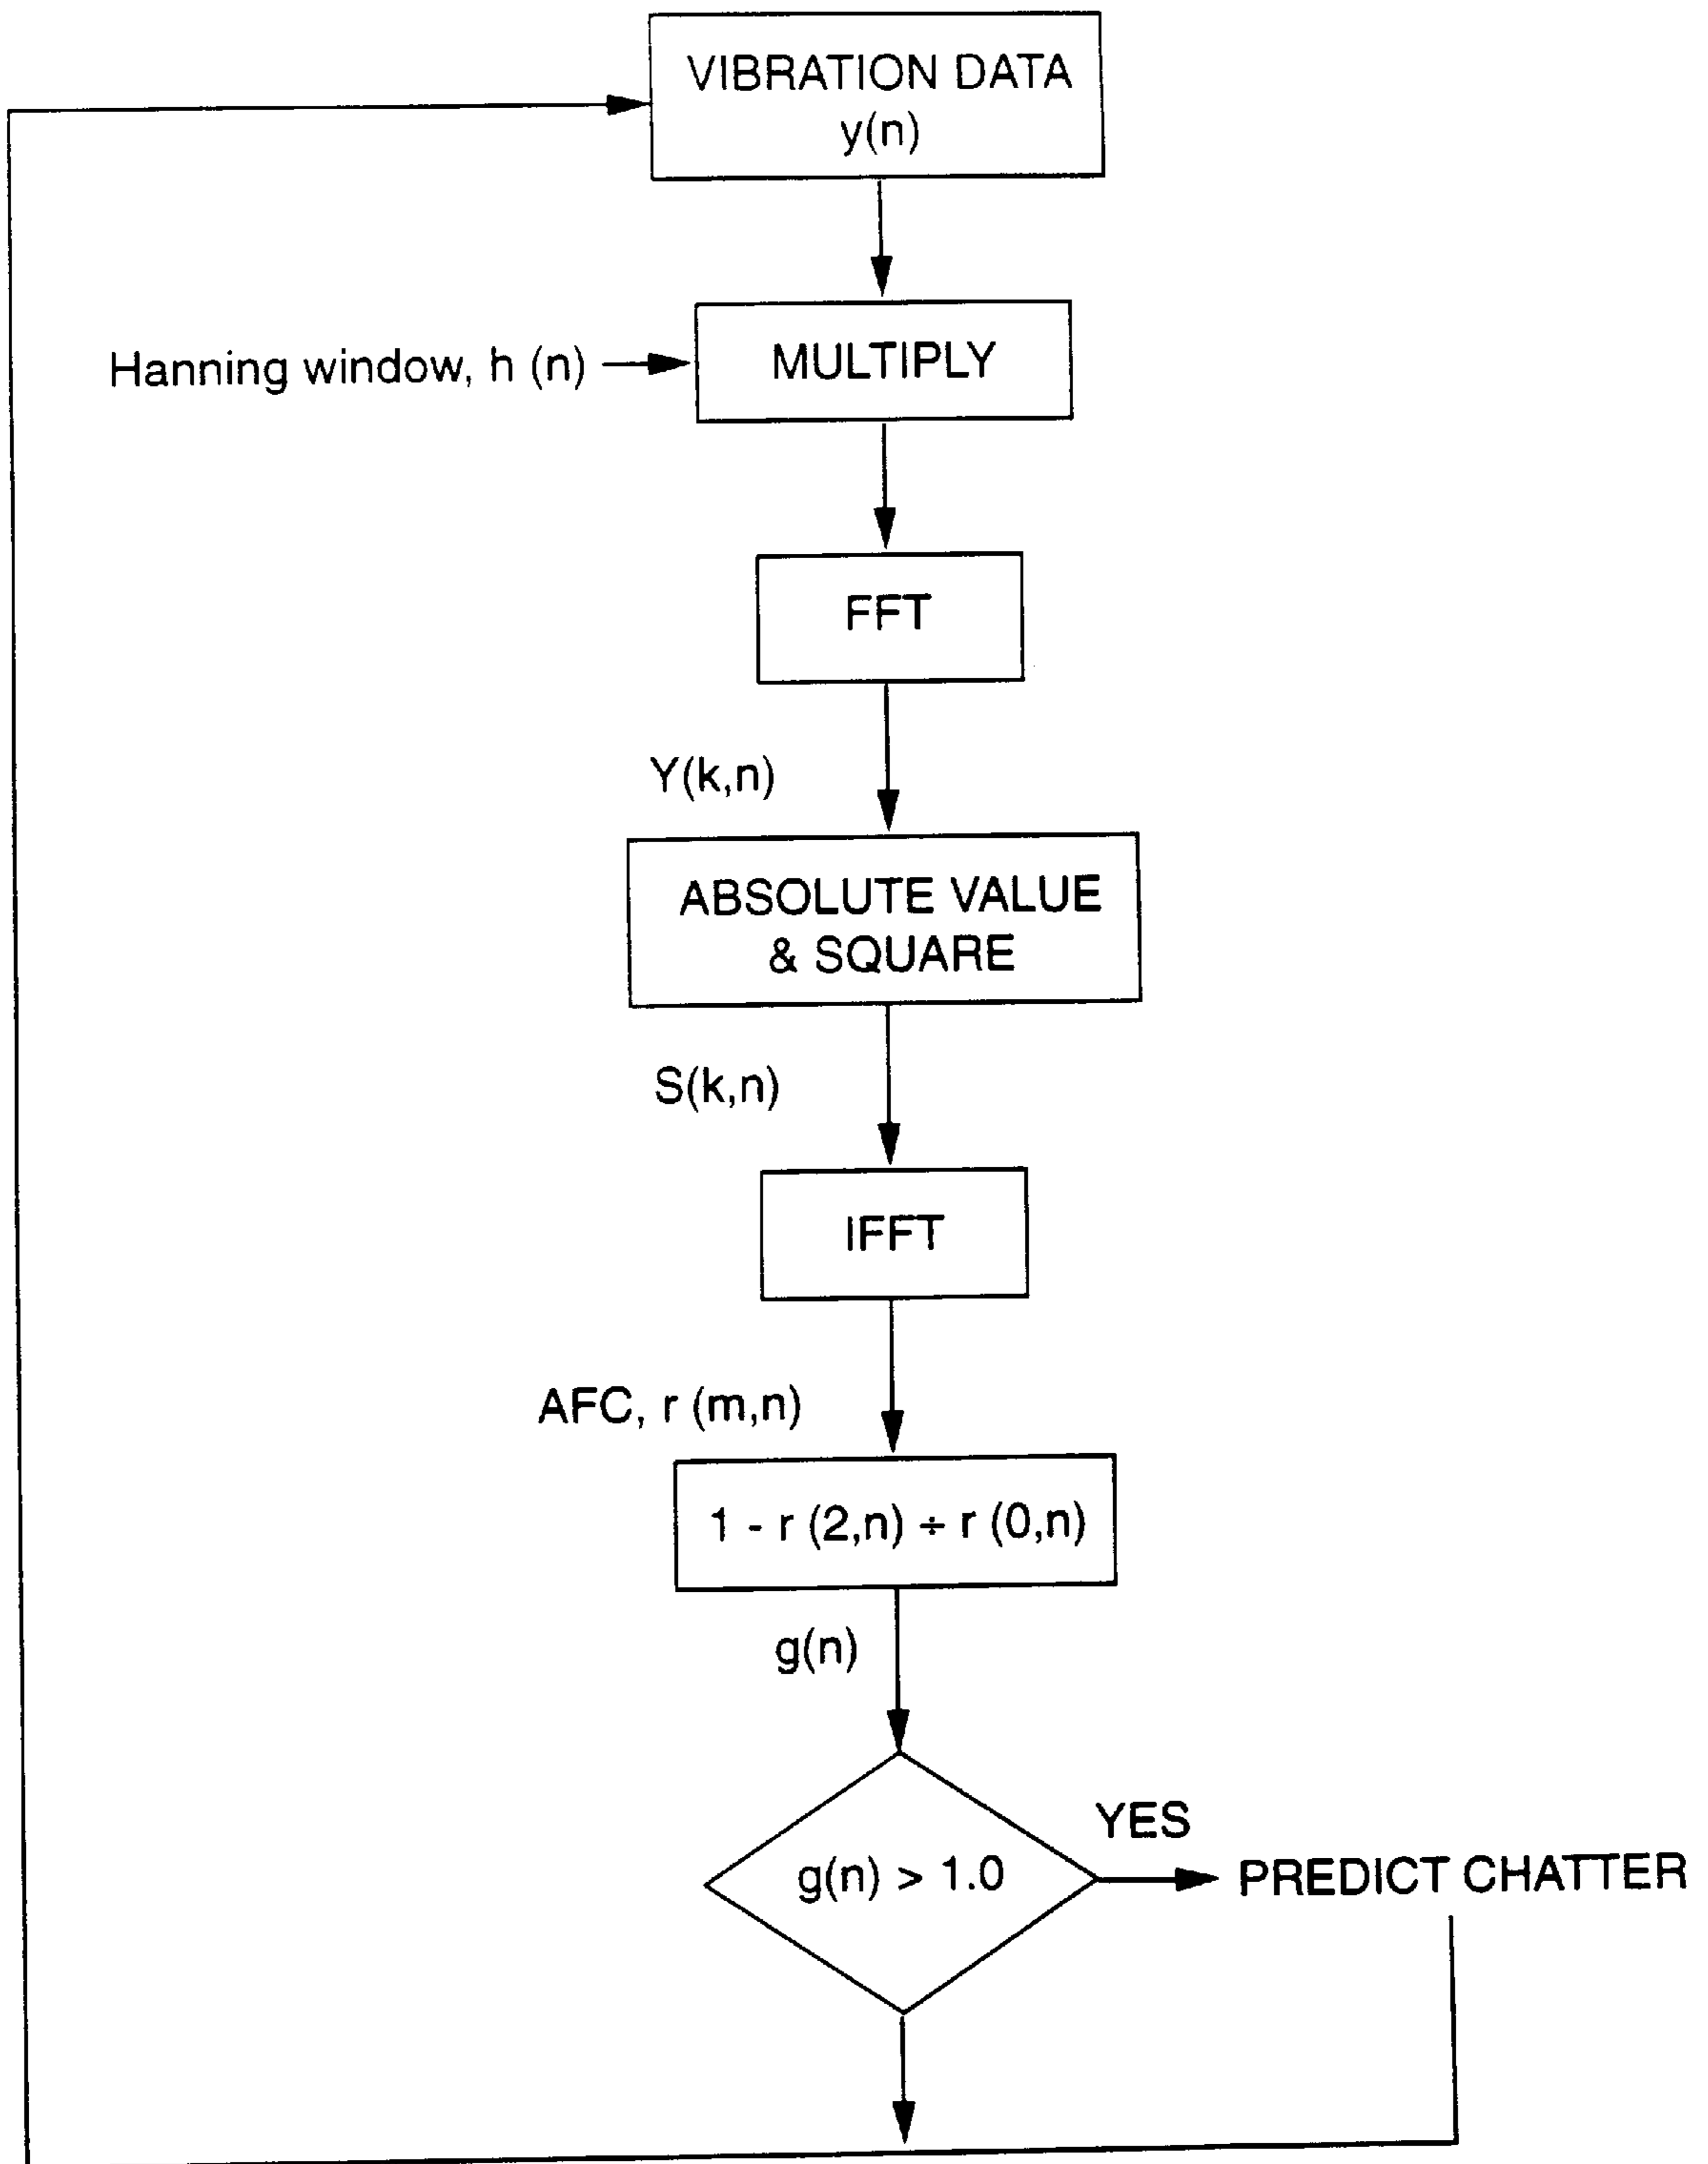 VIBRATION DATA
y(n)
Hanning window, h (n)
MULTIPLY
FFT
Y(k,n)
ABSOLUTE VALUE
& SQUARE
S(k,n)
IFFT
AFC, r (m,n)
1 - r (2,n) ÷ r (0,n)
g(n)
YES
g(n) > 1.0
PREDICT CHATTER